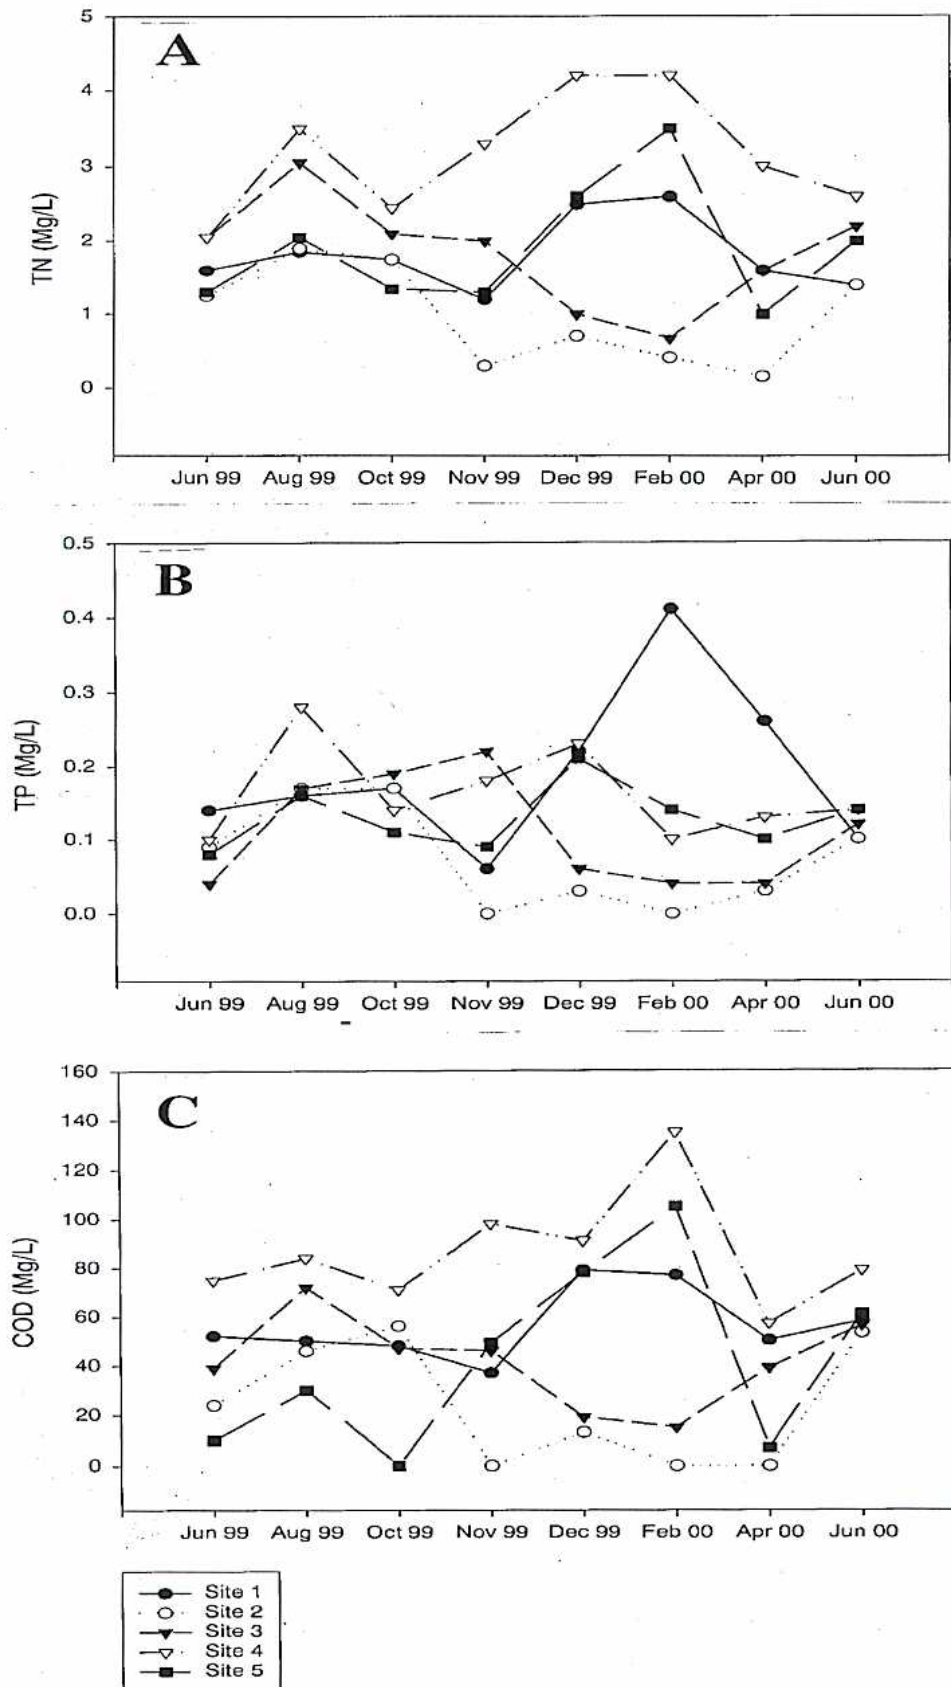 A
5
4
3
2
1
0
TN (Mg/L)
Jun 99 Aug 99 Oct 99 Nov 99 Dec 99 Feb 00 Apr 00 Jun 00
B
0.5
0.4
0.3
0.2
0.1
0.0
TP (Mg/L)
Jun 99 Aug 99 Oct 99 Nov 99 Dec 99 Feb 00 Apr 00 Jun 00
C
160
140
120
100
80
60
40
20
0
COD (Mg/L)
Jun 99 Aug 99 Oct 99 Nov 99 Dec 99 Feb 00 Apr 00 Jun 00
Site 1
Site 2
Site 3
Site 4
Site 5